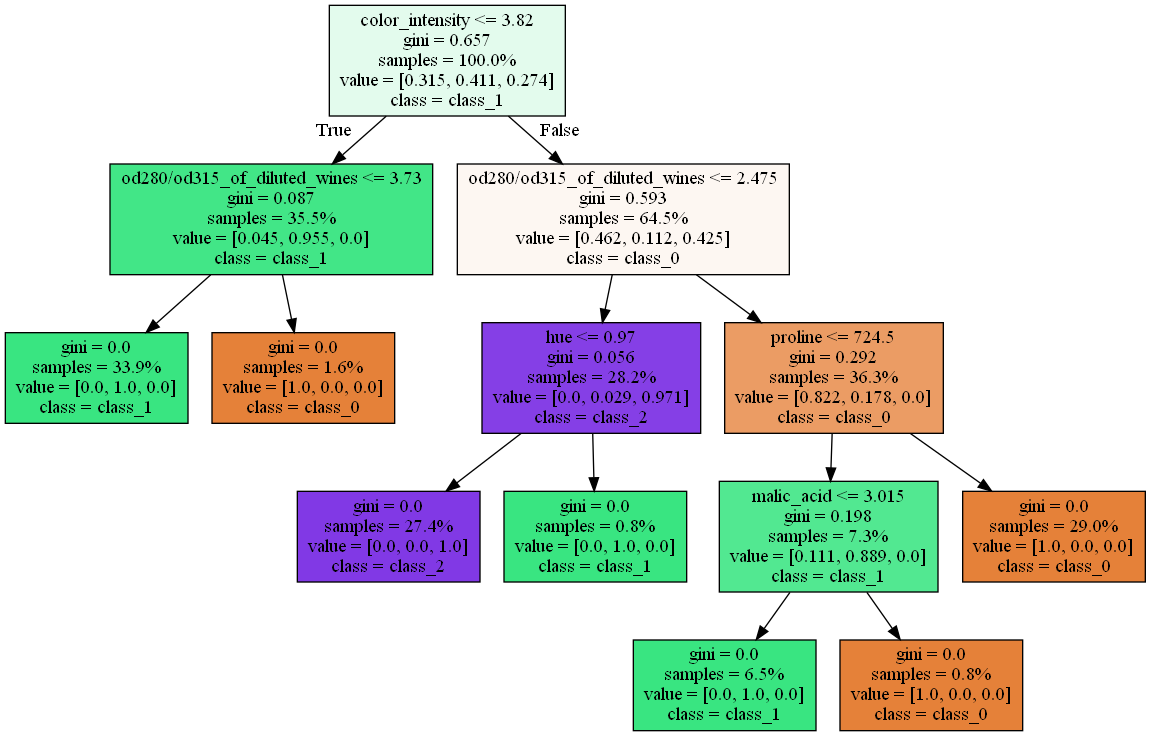 color_intensity <= 3.82
gini = 0.657
samples = 100.0%
value = [0.315, 0.411, 0.274]
class = class_1
True
False
od280/od315_of_diluted_wines <= 3.73
gini = 0.087
samples = 35.5%
value = [0.045, 0.955, 0.0]
class = class_1
od280/od315_of_diluted_wines <= 2.475
gini = 0.593
samples = 64.5%
value = [0.462, 0.112, 0.425]
class = class_0
gini = 0.0
samples = 33.9%
value = [0.0, 1.0, 0.0]
class = class_1
gini = 0.0
samples = 1.6%
value = [1.0, 0.0, 0.0]
class = class_0
hue <= 0.97
gini = 0.056
samples = 28.2%
value = [0.0, 0.029, 0.971]
class = class_2
proline <= 724.5
gini = 0.292
samples = 36.3%
value = [0.822, 0.178, 0.0]
class = class_0
gini = 0.0
samples = 27.4%
value = [0.0, 0.0, 1.0]
class = class_2
gini = 0.0
samples = 0.8%
value = [0.0, 1.0, 0.0]
class = class_1
malic_acid <= 3.015
gini = 0.198
samples = 7.3%
value = [0.111, 0.889, 0.0]
class = class_1
gini = 0.0
samples = 29.0%
value = [1.0, 0.0, 0.0]
class = class_0
gini = 0.0
samples = 6.5%
value = [0.0, 1.0, 0.0]
class = class_1
gini = 0.0
samples = 0.8%
value = [1.0, 0.0, 0.0]
class = class_0